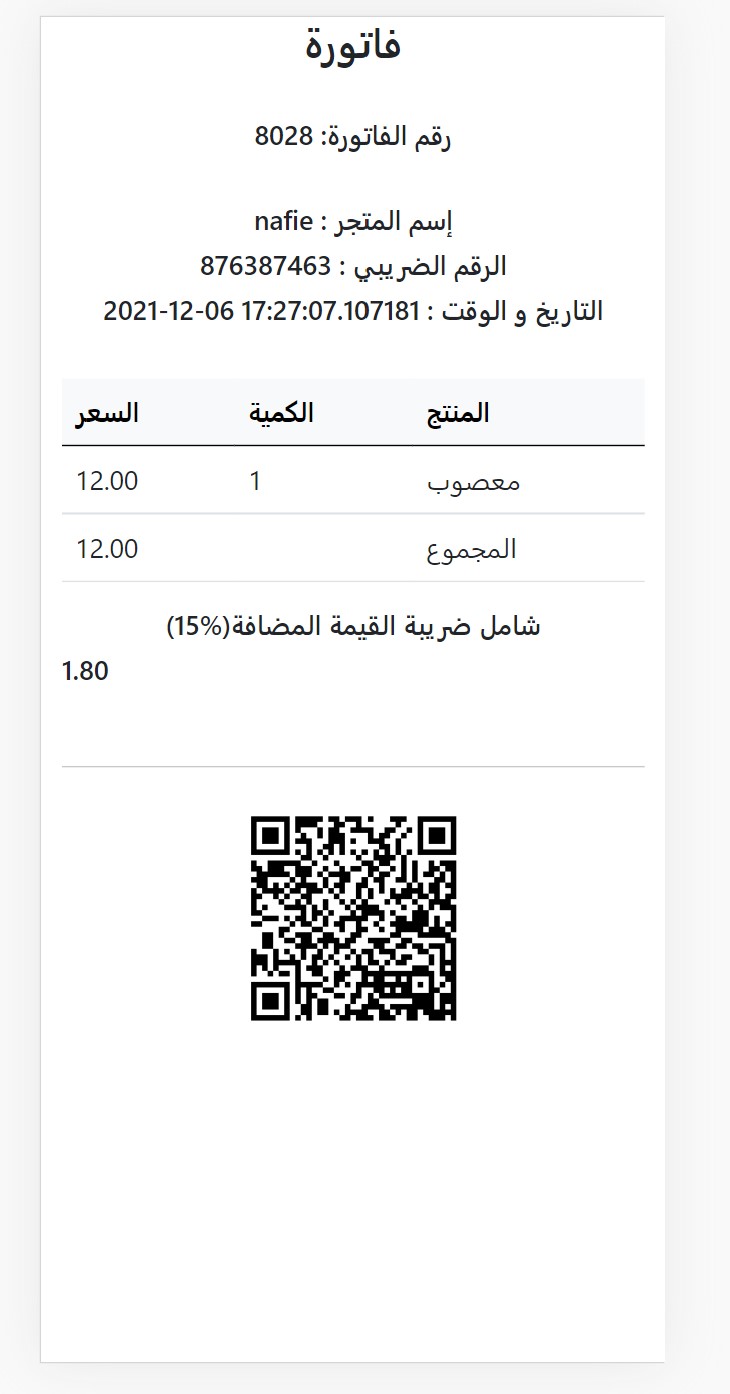 فاتورة
رقم الفاتورة: 8028
إسم المتجر : nafie
الرقم الضريبي : 876387463
التاريخ و الوقت : 2021-12-06 17:27:07.107181
المنتج الكمية السعر
معصوب 1 12.00
المجموع 12.00
شامل ضريبة القيمة المضافة(15%)
1.80